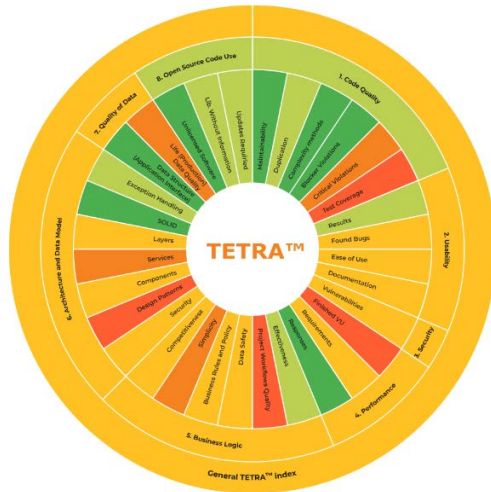 TETRA™
1. Code Quality
Maintainability
Duplication
Complexity methods
Blocker Violations
Critical Violations
Test Coverage
2. Usability
Results
Found Bugs
Ease of Use
Documentation
3. Security
Vulnerabilities
4. Performance
Finished VU
Requirements
Responses
5. Business Logic
Effectiveness
Project Workflows Quality
Data Safety
Business Rules and Policy
Simplicity
Competitiveness
6. Architecture and Data Model
Security
Design Patterns
Components
Services
Layers
SOLID
Exception Handling
Data Structure
(Application Interface)
7. Quality of Data
Life (Production)
Data Quality
8. Open Source Code Use
Unlicensed Software
Lib. Without Information
Updates Required
General TETRA™ index